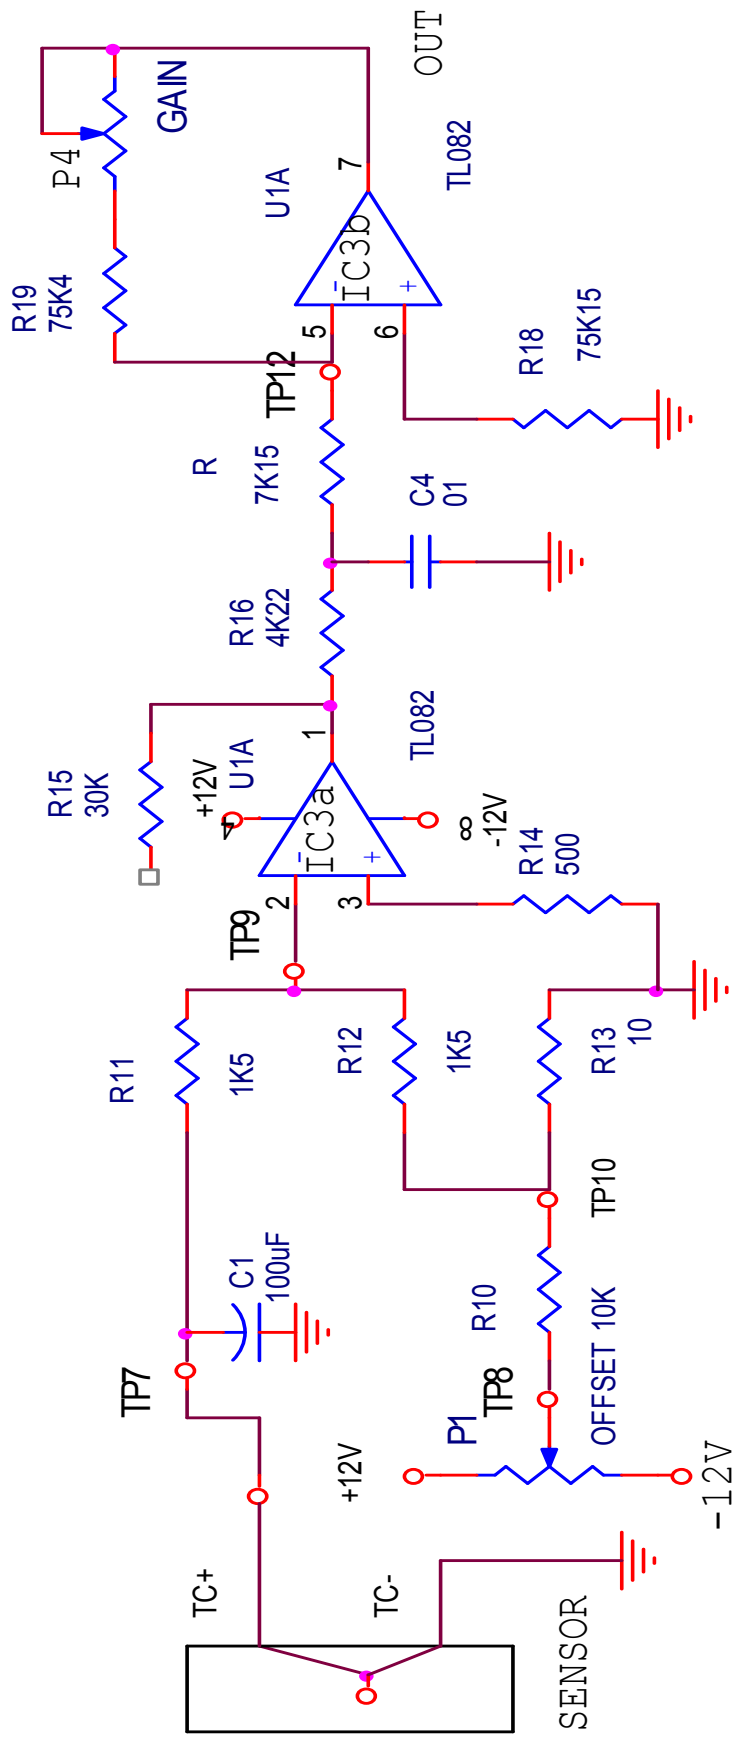 SENSOR
TC+
TC-
TP7
C1
100uF
+12V
P1
-12V
OFFSET 10K
TP8
R10
TP10
R11
1K5
R12
1K5
R13
10
TP9
2
3
IC3a
-
+
1
4
+12V
8
-12V
U1A
TL082
R14
500
R15
30K
R16
4K22
C4
01
R
7K15
TP12
5
6
IC3b
-
+
7
U1A
TL082
R18
75K15
R19
75K4
P4
GAIN
OUT